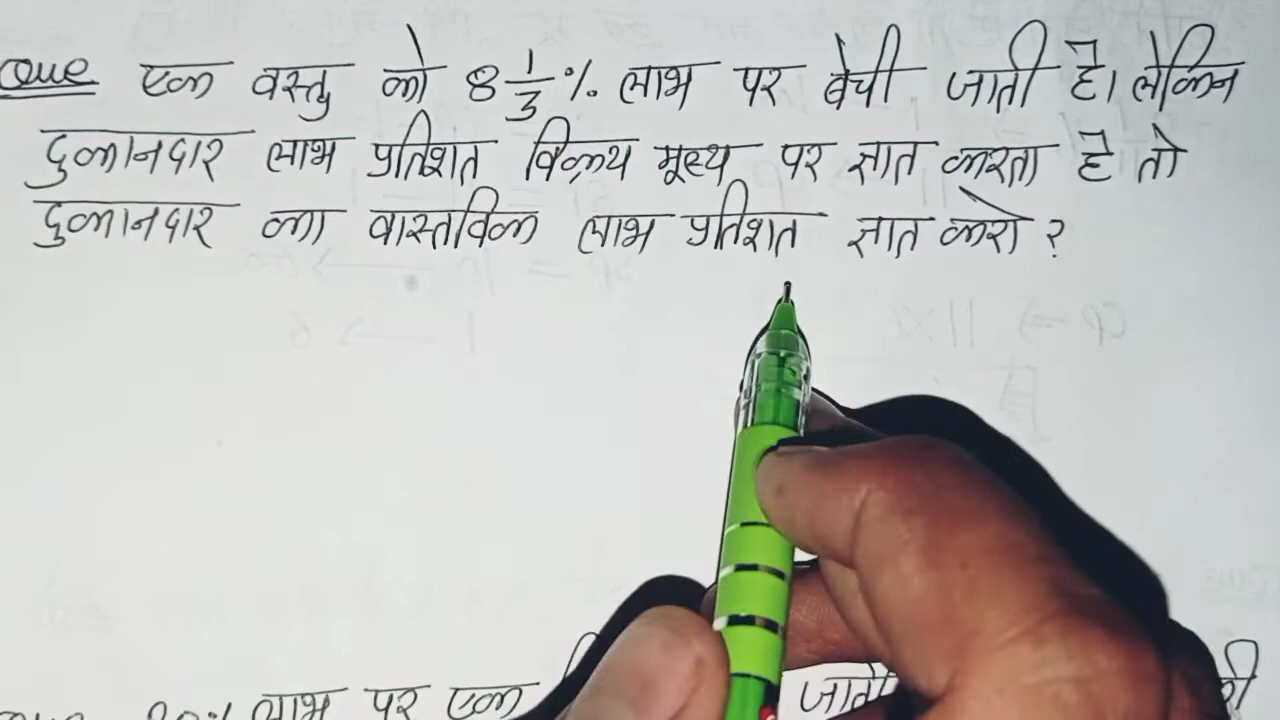 Que एक वस्तु को 8 1/3 % लाभ पर बेची जाती है। लेकिन
दुकानदार लाभ प्रतिशत विक्रय मूल्य पर ज्ञात करता है तो
दुकानदार का वास्तविक लाभ प्रतिशत ज्ञात करो ?
लाभ पर एक